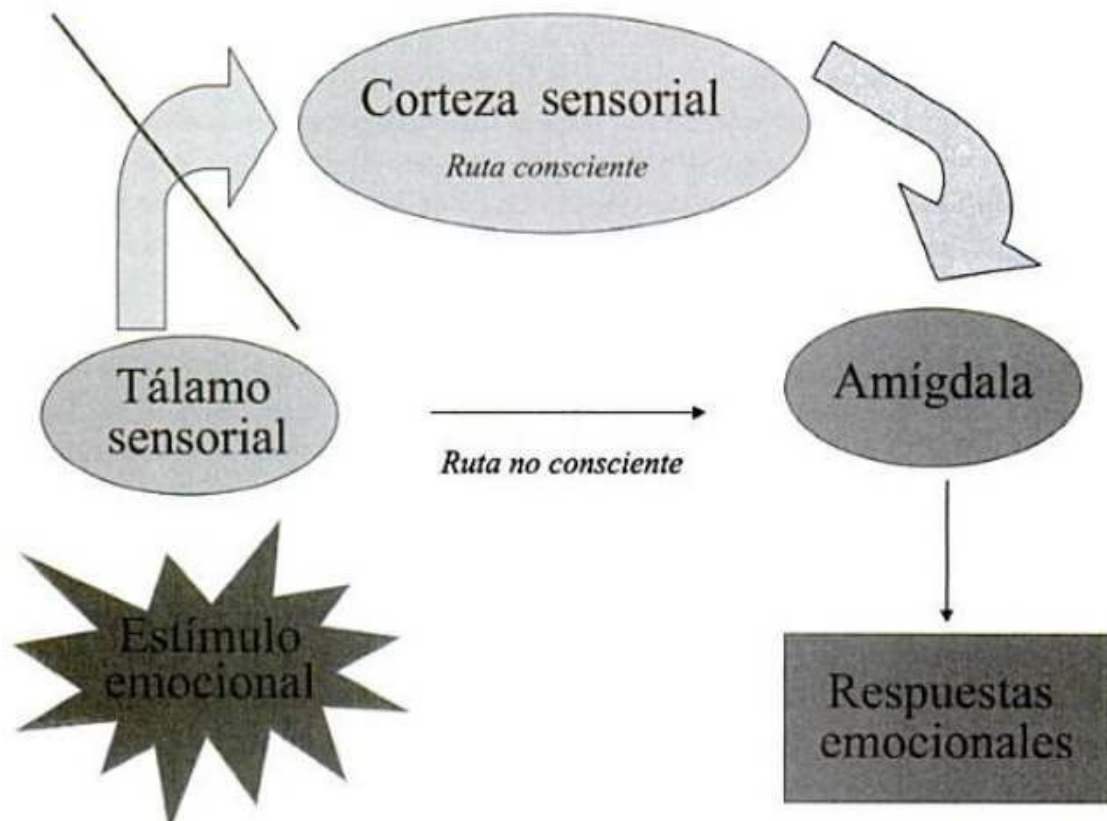 Corteza sensorial
Ruta consciente
Tálamo
sensorial
Amígdala
Ruta no consciente
Estímulo
emocional
Respuestas
emocionales